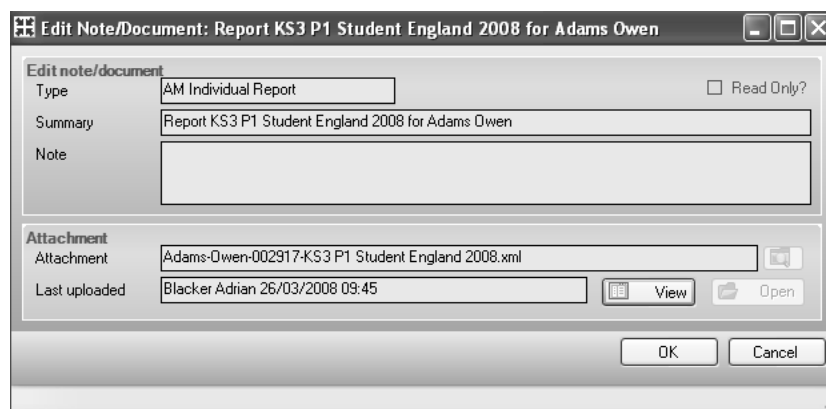 Edit Note/Document: Report KS3 P1 Student England 2008 for Adams Owen
Edit note/document
Type AM Individual Report Read Only?
Summary Report KS3 P1 Student England 2008 for Adams Owen
Note
Attachment
Attachment Adams-Owen-002917-KS3 P1 Student England 2008.xml
Last uploaded Blacker Adrian 26/03/2008 09:45 View Open
OK Cancel